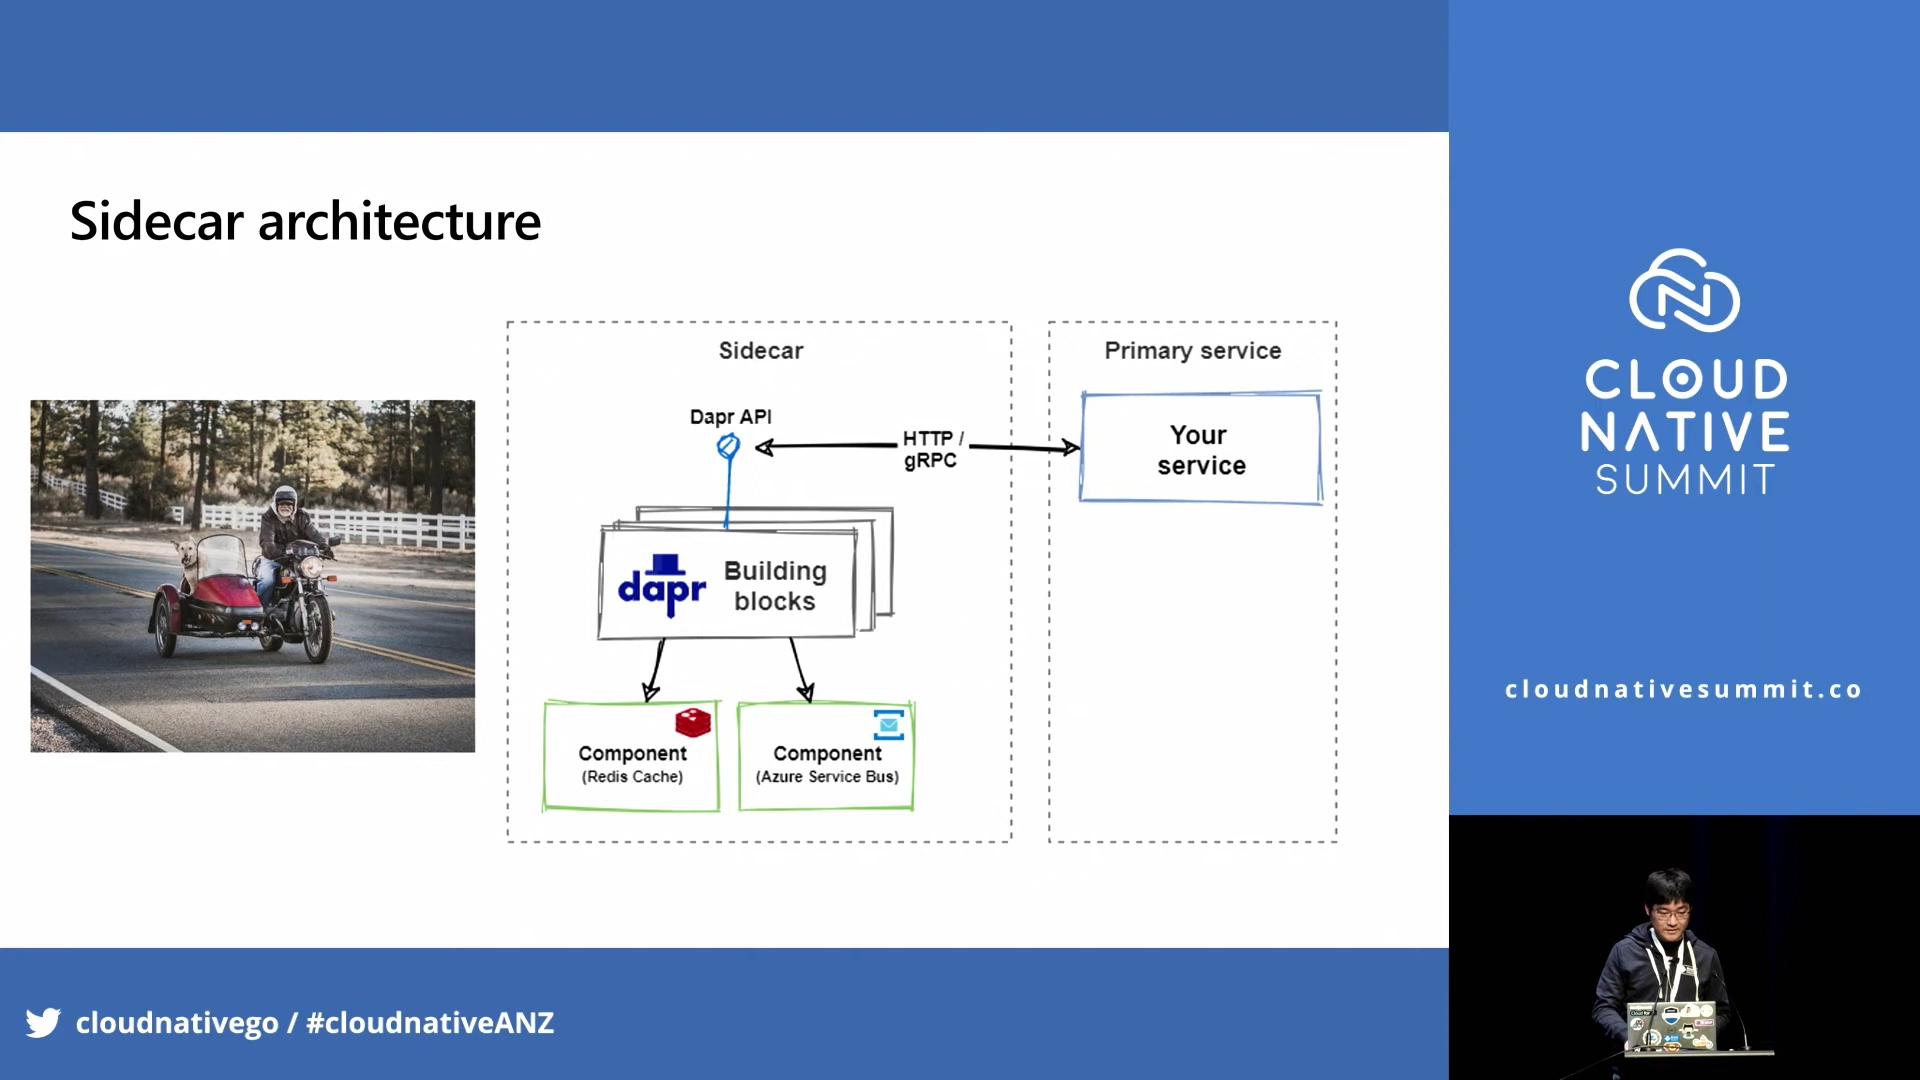 Sidecar architecture
Sidecar
Primary service
Dapr API
HTTP /
gRPC
Your
service
dapr
Building
blocks
Component
(Redis Cache)
Component
(Azure Service Bus)
CLOUD
NATIVE
SUMMIT
cloudnativesummit.co
cloudnativego / #cloudnativeANZ